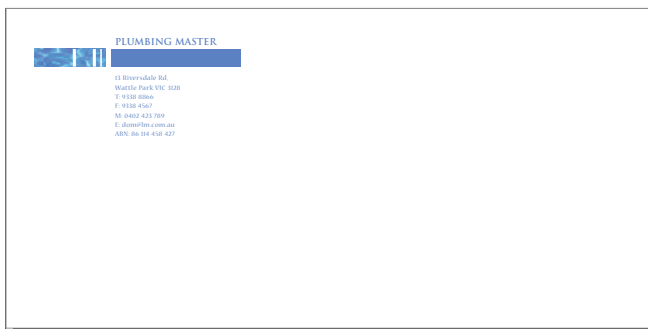 PLUMBING MASTER
13 Riversdale Rd,
Wattle Park VIC 3128
T: 9338 8866
F: 9338 4567
M: 0402 421 789
E: dom@lm.com.au
ABN: 86 114 458 427